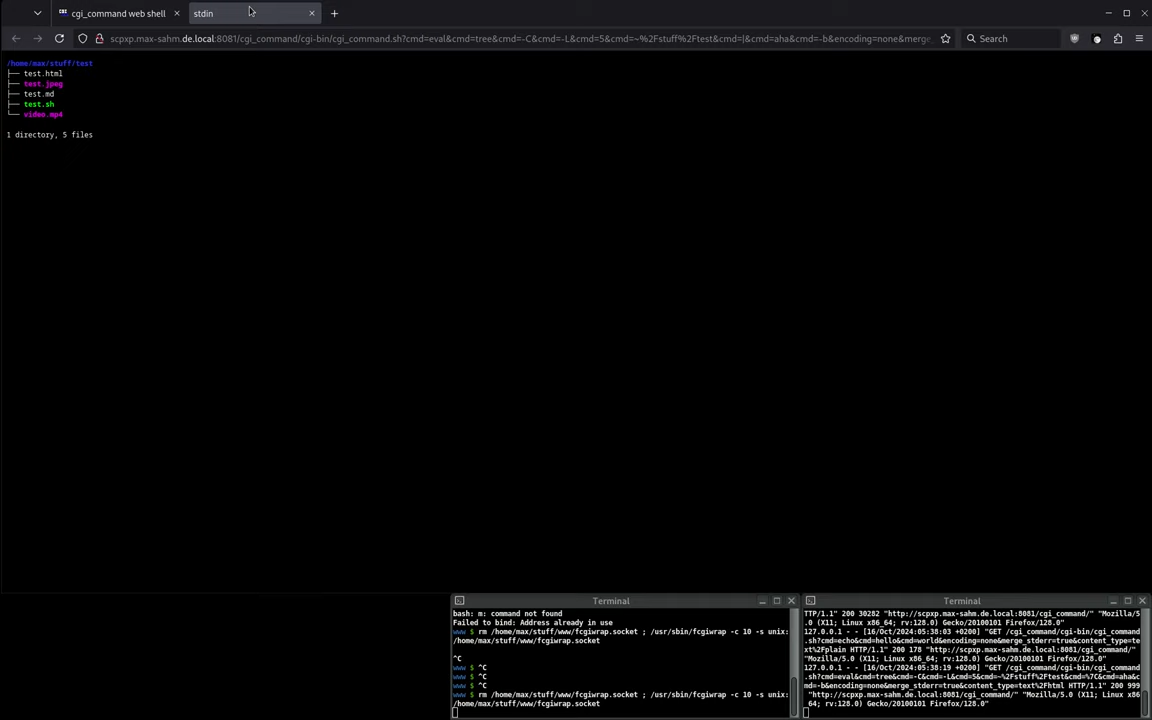 cgi_command web shell
stdin
scpxp.max-sahm.de.local:8081/cgi_command/cgi-bin/cgi_command.sh?cmd=eval&cmd=tree&cmd=-C&cmd=-L&cmd=5&cmd=~%2Fstuff%2Ftest&cmd=|&cmd=aha&cmd=-b&encoding=none&merge_
Search
/home/max/stuff/test
├── test.html
├── test.jpeg
├── test.md
├── test.sh
└── video.mp4
1 directory, 5 files
Terminal
bash: m: command not found
Failed to bind: Address already in use
www $ rm /home/max/stuff/www/fcgiwrap.socket ; /usr/sbin/fcgiwrap -c 10 -s unix:
/home/max/stuff/www/fcgiwrap.socket
^C
www $ ^C
www $ ^C
www $ ^C
www $ rm /home/max/stuff/www/fcgiwrap.socket ; /usr/sbin/fcgiwrap -c 10 -s unix:
/home/max/stuff/www/fcgiwrap.socket
Terminal
TTP/1.1" 200 30282 "http://scpxp.max-sahm.de.local:8081/cgi_command/" "Mozilla/5
.0 (X11; Linux x86_64; rv:128.0) Gecko/20100101 Firefox/128.0"
127.0.0.1 - - [16/Oct/2024:05:38:03 +0200] "GET /cgi_command/cgi-bin/cgi_command
.sh?cmd=echo&cmd=hello&cmd=world&encoding=none&merge_stderr=true&content_type=te
xt%2Fplain HTTP/1.1" 200 178 "http://scpxp.max-sahm.de.local:8081/cgi_command/"
"Mozilla/5.0 (X11; Linux x86_64; rv:128.0) Gecko/20100101 Firefox/128.0"
127.0.0.1 - - [16/Oct/2024:05:38:19 +0200] "GET /cgi_command/cgi-bin/cgi_command
.sh?cmd=eval&cmd=tree&cmd=-C&cmd=-L&cmd=5&cmd=~%2Fstuff%2Ftest&cmd=%7C&cmd=aha&c
md=-b&encoding=none&merge_stderr=true&content_type=text%2Fhtml HTTP/1.1" 200 999
"http://scpxp.max-sahm.de.local:8081/cgi_command/" "Mozilla/5.0 (X11; Linux x86
_64; rv:128.0) Gecko/20100101 Firefox/128.0"